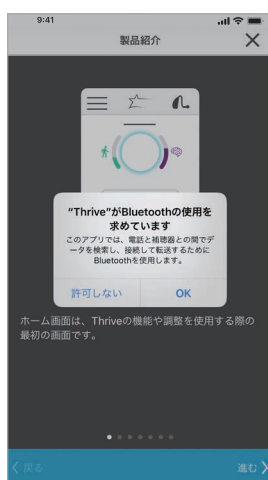 9:41
製品紹介
"Thrive"がBluetoothの使用を
求めています
このアプリでは、電話と補聴器との間でデ
ータを検索し、接続して転送するために
Bluetoothを使用します。
許可しない
OK
ホーム画面は、Thriveの機能や調整を使用する際の
最初の画面です。
戻る
進む